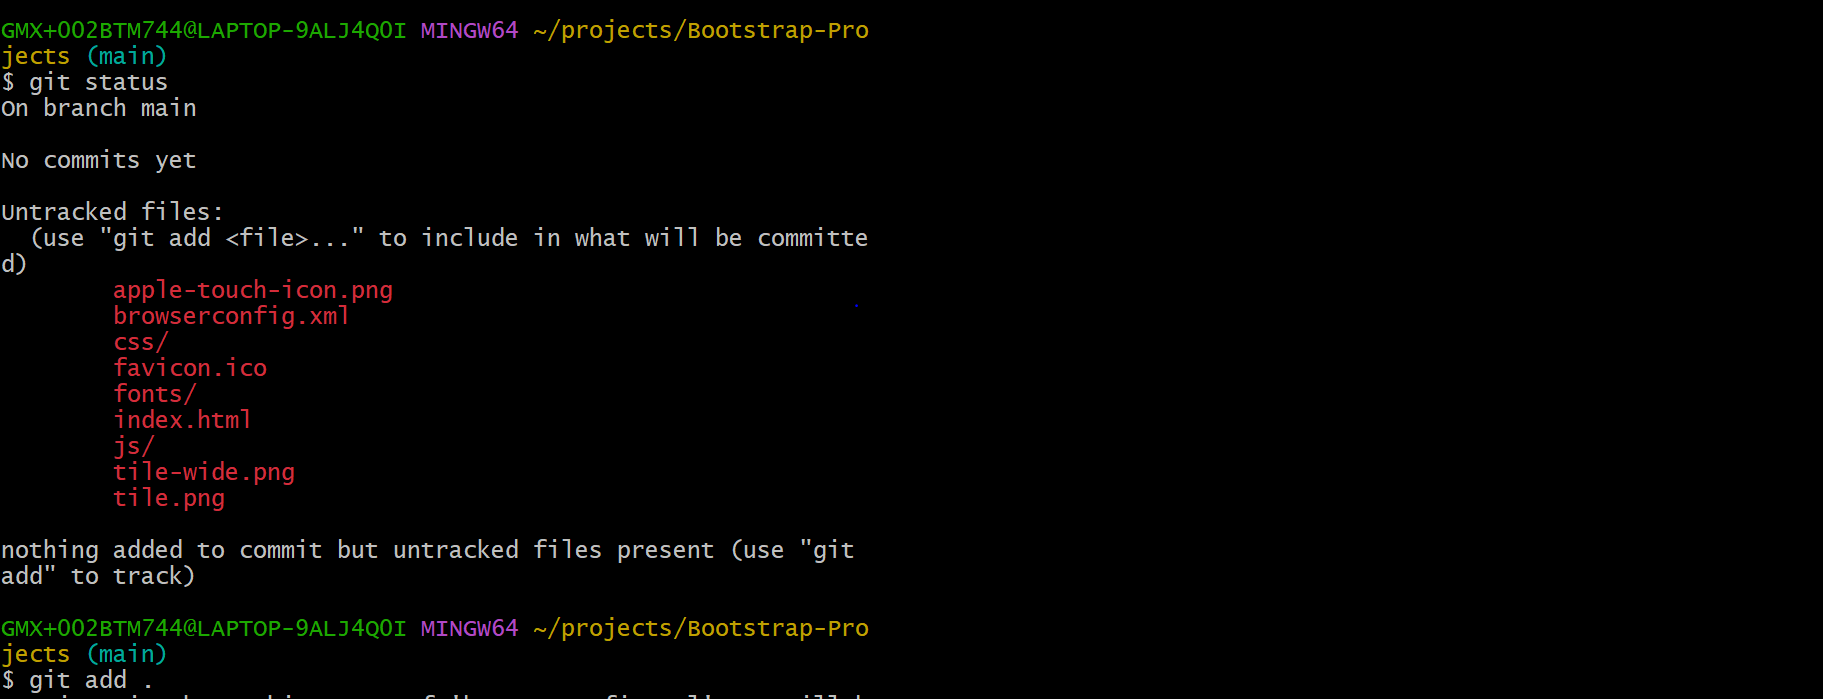 GMX+002BTM744@LAPTOP-9ALJ4Q0I MINGW64 ~/projects/Bootstrap-Pro
jects (main)
$ git status
On branch main
No commits yet
Untracked files:
(use "git add <file>..." to include in what will be committe
d)
apple-touch-icon.png
browserconfig.xml
css/
favicon.ico
fonts/
index.html
js/
tile-wide.png
tile.png
nothing added to commit but untracked files present (use "git
add" to track)
GMX+002BTM744@LAPTOP-9ALJ4Q0I MINGW64 ~/projects/Bootstrap-Pro
jects (main)
$ git add .